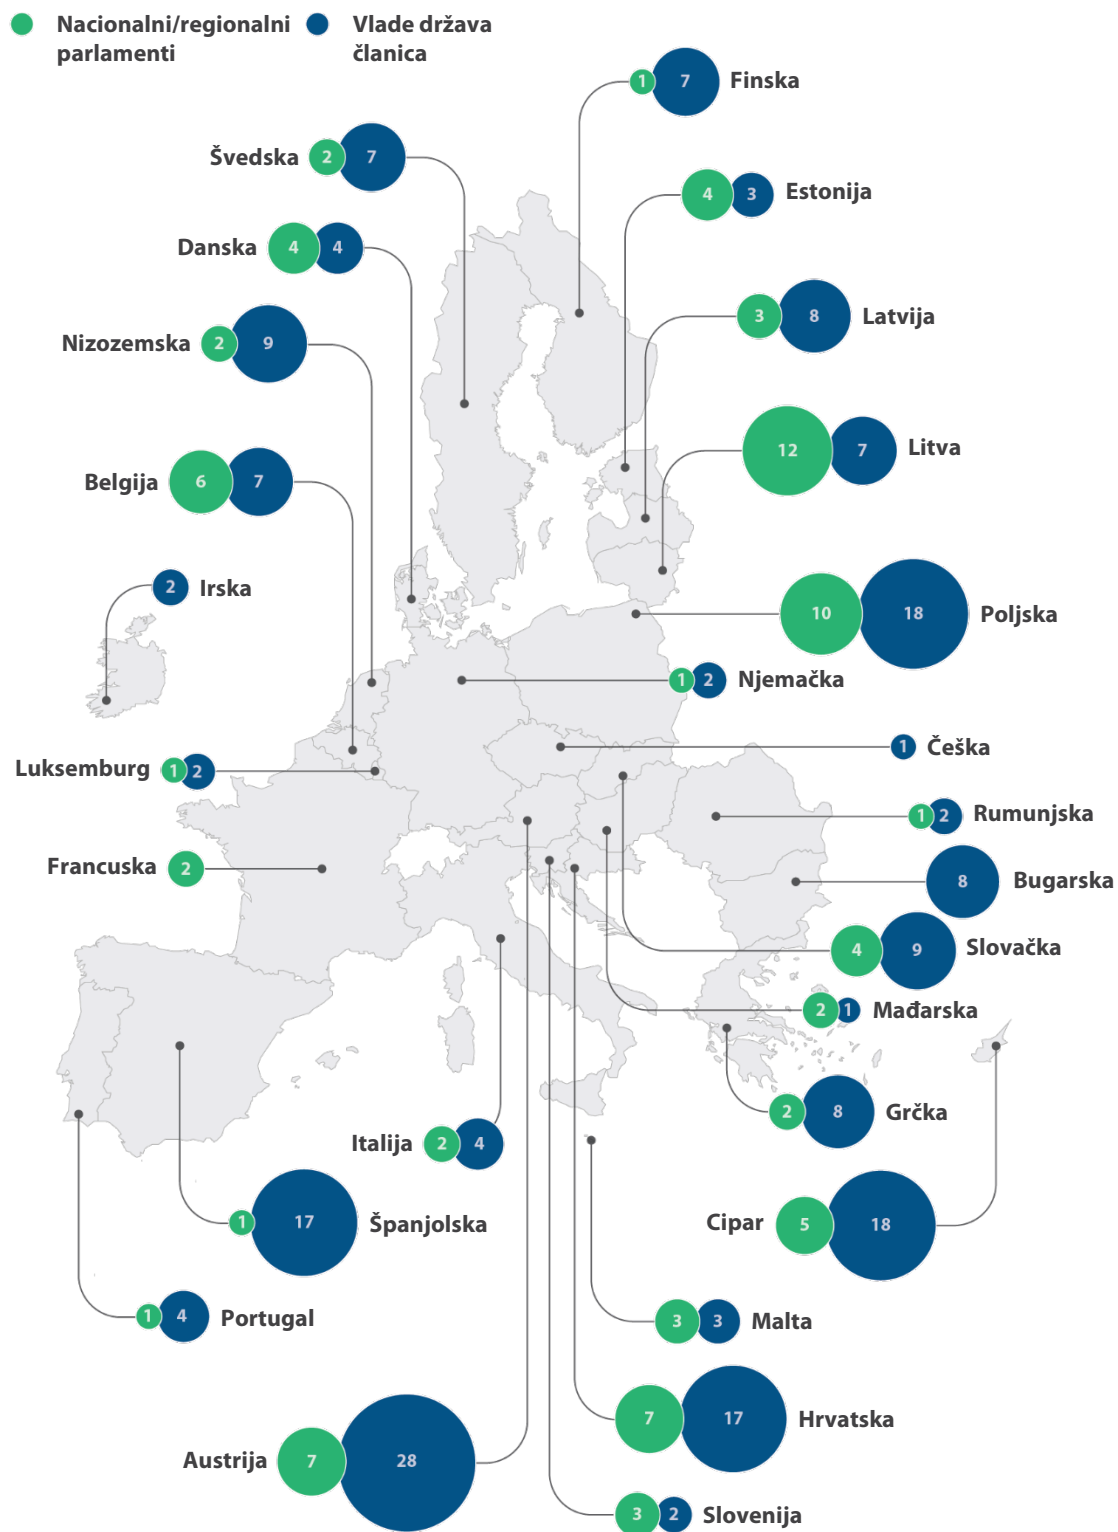 Nacionalni/regionalni
parlamenti
Vlade država
članica
1 7 Finska
Švedska 2 7
4 3 Estonija
Danska 4 4
3 8 Latvija
Nizozemska 2 9
12 7 Litva
Belgija 6 7
2 Irska
10 18 Poljska
1 2 Njemačka
1 Češka
Luksemburg 1 2
1 2 Rumunjska
Francuska 2
8 Bugarska
4 9 Slovačka
2 1 Mađarska
2 8 Grčka
Italija 2 4
1 17 Španjolska
Cipar 5 18
1 4 Portugal
3 3 Malta
7 17 Hrvatska
Austrija 7 28
3 2 Slovenija